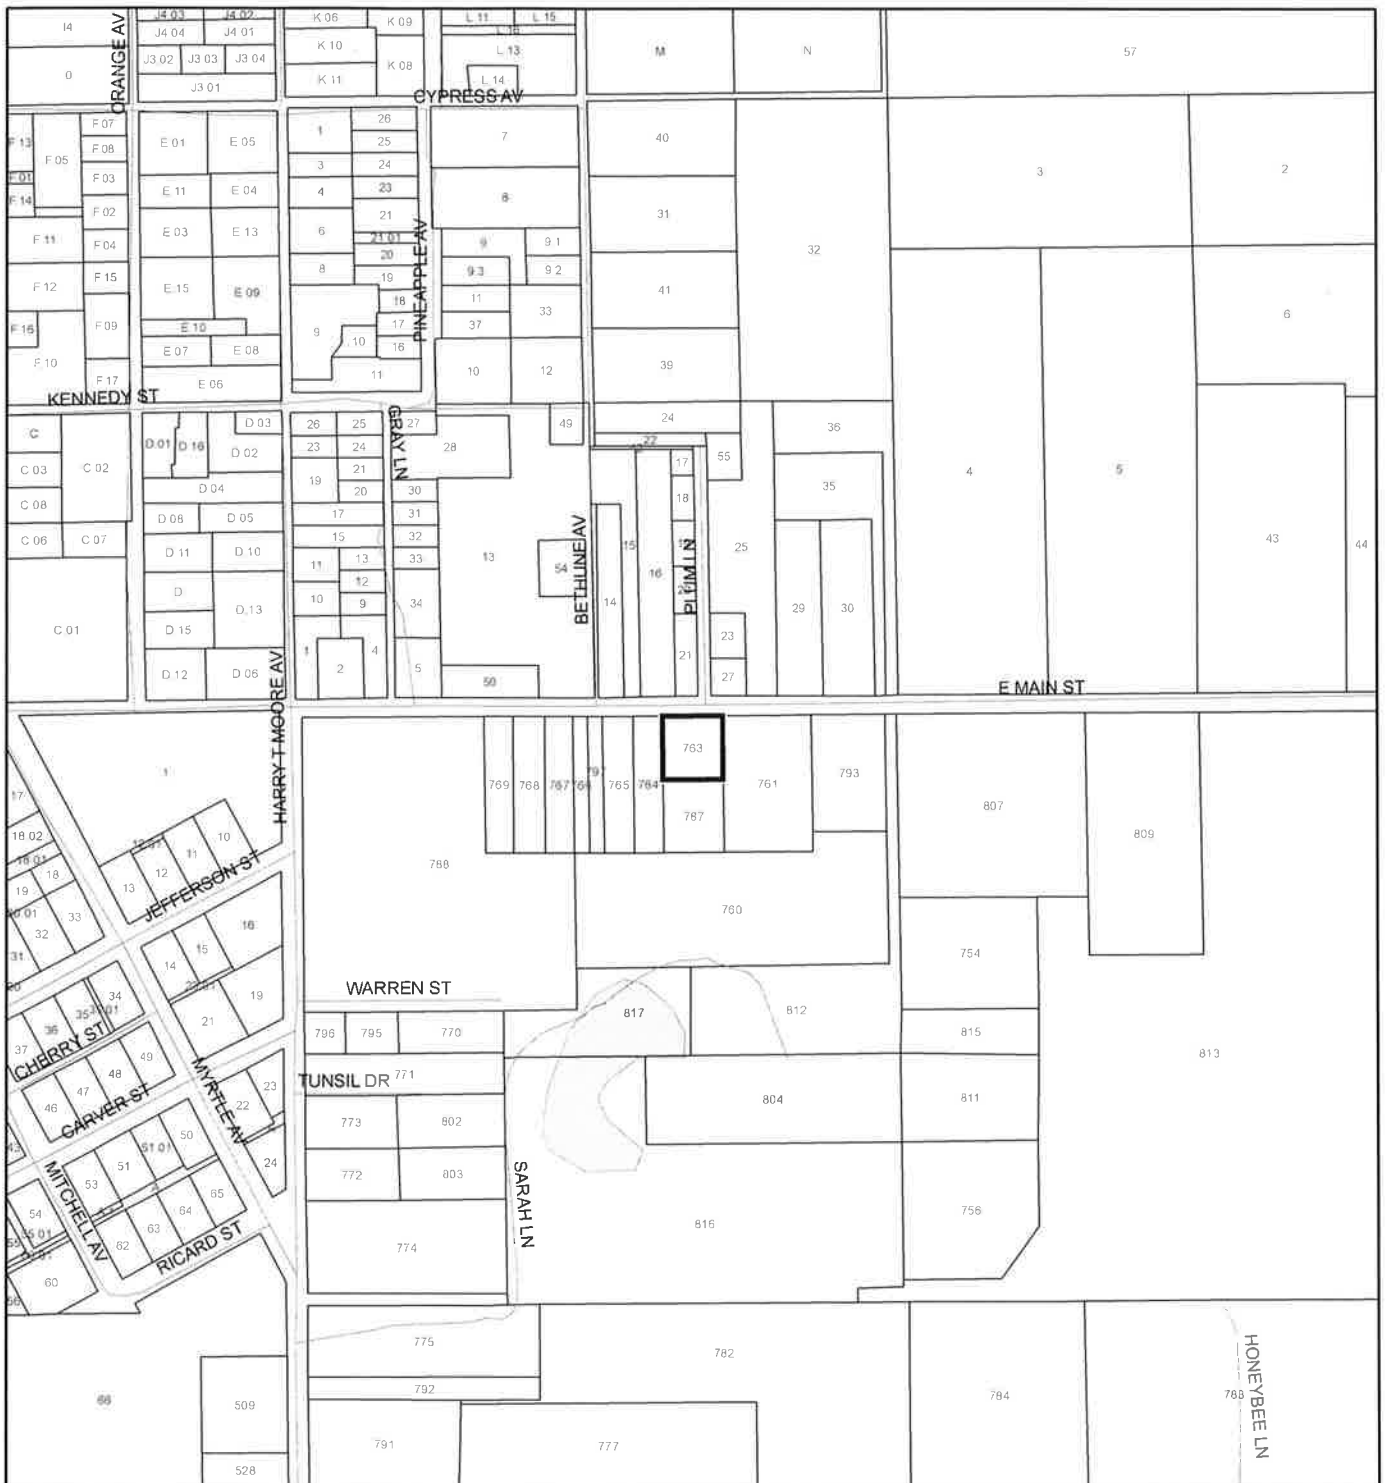 I4
O
ORANGE AV
J4 03
J4 02
J4 04
J4 01
J3 02
J3 03
J3 04
J3 01
K 06
K 09
K 10
K 08
K 11
L 11
L 15
L 13
L 14
M
N
57
CYPRESS AV
F 07
F 13
F 05
F 08
F 01
F 03
F 14
F 02
F 11
F 04
F 12
F 15
F 16
F 09
F 10
F 17
E 01
E 05
E 11
E 04
E 03
E 13
E 15
E 09
E 10
E 07
E 08
E 06
1
26
25
3
24
4
23
21
6
21 01
20
8
19
18
9
17
10
16
11
PINEAPPLE AV
7
8
9
9 1
9 3
9 2
11
33
37
10
12
40
31
41
39
32
3
2
6
KENNEDY ST
C
C 03
C 02
C 08
C 06
C 07
C 01
D 01
D 16
D 03
D 02
D 04
D 08
D 05
D 11
D 10
D
D 13
D 15
D 12
D 06
26
25
23
24
19
21
20
17
15
11
13
12
10
9
1
2
4
GRAY LN
27
28
49
30
31
32
33
34
5
13
54
50
BETHUNE AV
24
22
55
17
18
15
16
14
21
PLUM LN
25
23
27
36
35
29
30
4
5
43
44
E MAIN ST
HARRY T MOORE AV
1
17
18 02
18 01
18
19
33
32
31
10
11
12
13
JEFFERSON ST
16
15
14
19
21
34
35
36
37
CHERRY ST
49
48
47
46
CARVER ST
MYRTLE AV
23
22
24
50
51 01
51
53
65
64
63
62
RICARD ST
MITCHELL AV
54
60
66
509
528
769
768
767
797
765
764
763
787
761
793
788
760
807
809
754
WARREN ST
817
812
815
813
796
795
770
771
TUNSIL DR
804
811
773
802
772
803
774
SARAH LN
816
756
775
792
782
784
HONEYBEE LN
791
777